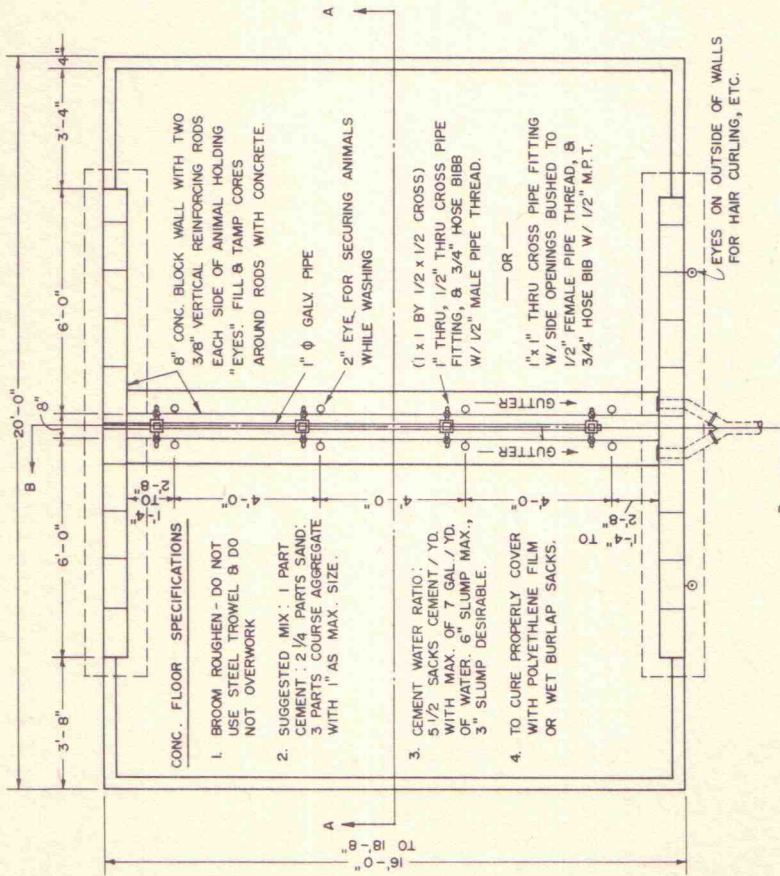 20'-0"
3'-8"
6'-0"
8"
6'-0"
3'-4"
4"
B
A
A
16'-0"
TO 18'-8"
1'-4" TO
2'-8"
4'-0"
4'-0"
4'-0"
1'-4" TO
2'-8"
CONC. FLOOR SPECIFICATIONS
1. BROOM ROUGHEN - DO NOT
USE STEEL TROWEL & DO
NOT OVERWORK
2. SUGGESTED MIX: 1 PART
CEMENT: 2 1/4 PARTS SAND:
3 PARTS COURSE AGGREGATE
WITH 1" AS MAX. SIZE.
3. CEMENT WATER RATIO:
5 1/2 SACKS CEMENT / YD.
WITH MAX. OF 7 GAL. / YD.
OF WATER. 6" SLUMP MAX.,
3" SLUMP DESIRABLE.
4. TO CURE PROPERLY COVER
WITH POLYETHLENE FILM
OR WET BURLAP SACKS.
GUTTER
GUTTER
8" CONC. BLOCK WALL WITH TWO
3/8" VERTICAL REINFORCING RODS
EACH SIDE OF ANIMAL HOLDING
"EYES." FILL & TAMP CORES
AROUND RODS WITH CONCRETE.
1" Φ GALV. PIPE
2" EYE FOR SECURING ANIMALS
WHILE WASHING
(1 x 1 BY 1/2 x 1/2 CROSS)
1" THRU, 1/2" THRU CROSS PIPE
FITTING, & 3/4" HOSE BIBB
W/ 1/2" MALE PIPE THREAD.
— OR —
1" x 1" THRU CROSS PIPE FITTING
W/ SIDE OPENINGS BUSHED TO
1/2" FEMALE PIPE THREAD, &
3/4" HOSE BIB W/ 1/2" M.P.T.
EYES ON OUTSIDE OF WALLS
FOR HAIR CURLING, ETC.